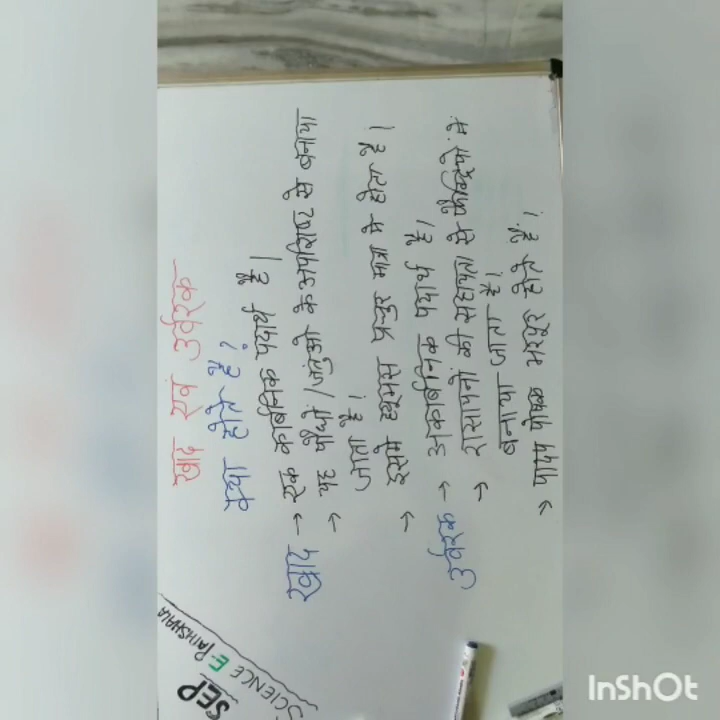 SEP
SCIENCE E-PATHSHALA
खाद एवं उर्वरक
क्या होते है?
खाद → एक कार्बनिक पदार्थ है।
→ यह पौधों / जंतुओ के अपशिष्ट से बनाया
जाता है।
→ इसमे ह्यूमस प्रचुर मात्रा मे होता है।
उर्वरक → अकार्बनिक पदार्थ है।
→ रासायनों की सहायता से फैक्ट्रियो मे
बनाया जाता है।
→ पादप पोषक भरपूर होते है।
InShOt